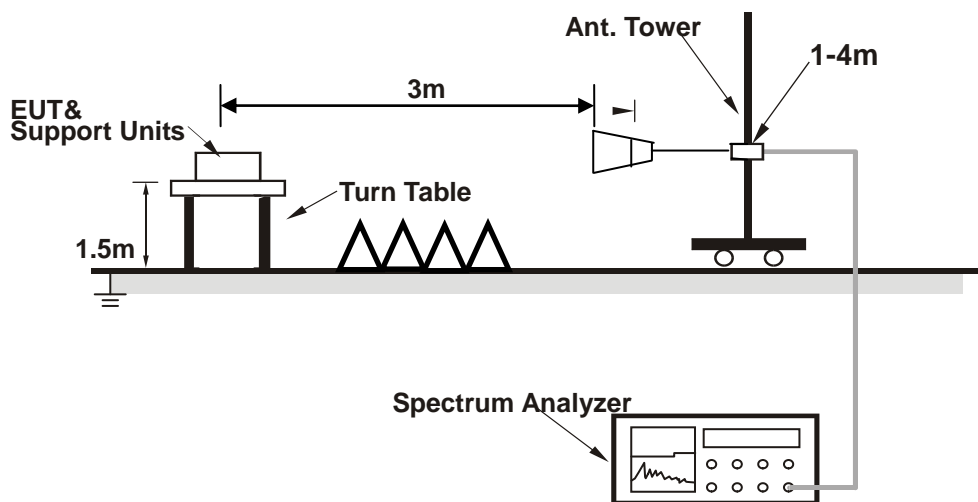 Ant. Tower
1-4m
3m
EUT&
Support Units
Turn Table
1.5m
Spectrum Analyzer